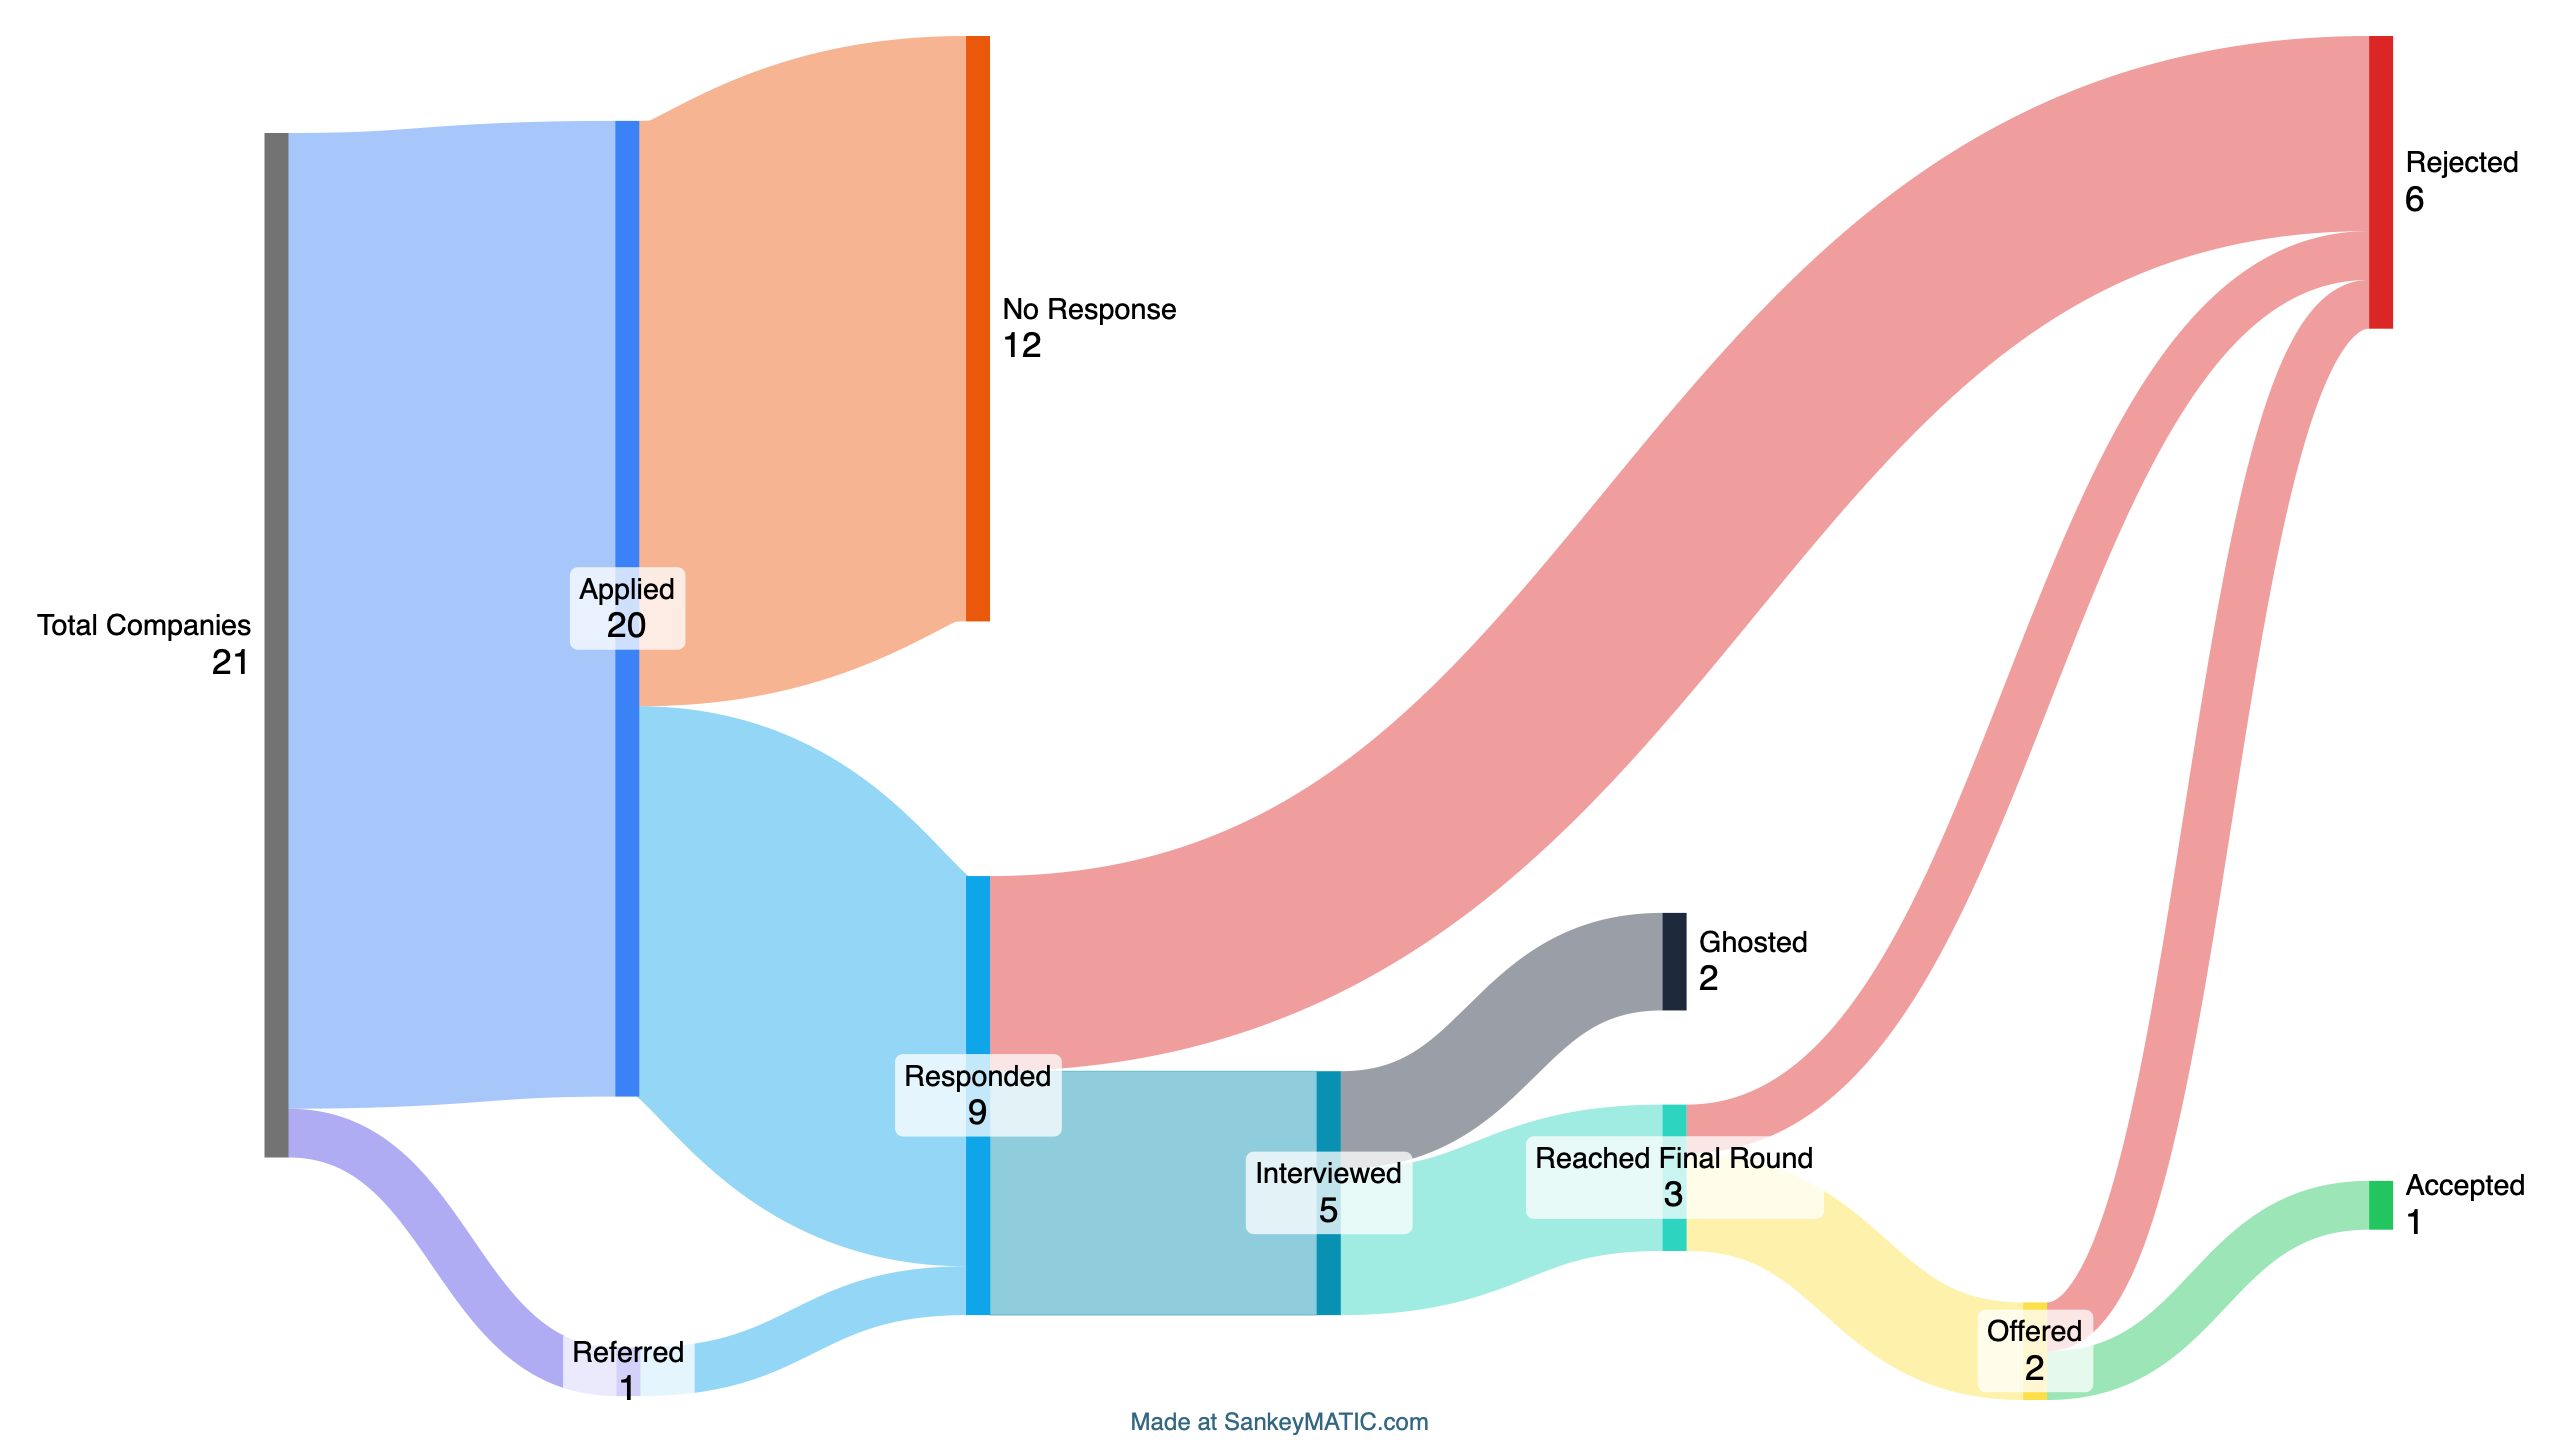 Total Companies
21
Applied
20
Referred
1
No Response
12
Responded
9
Interviewed
5
Ghosted
2
Reached Final Round
3
Offered
2
Rejected
6
Accepted
1
Made at SankeyMATIC.com